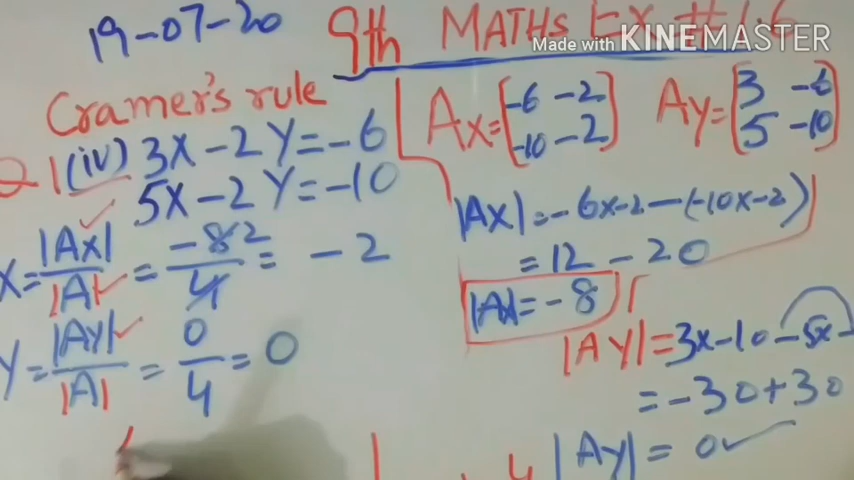 19-07-20 9th MATHs Ex # 1.6
Made with KINEMASTER
Cramer's rule
Q1 (iv) 3x - 2Y = -6
5x - 2Y = -10
X = |Ax| / |A| = -8 2 / 4 = -2
Y = |Ay| / |A| = 0 / 4 = 0
Ax = [-6 -2
-10 -2]
Ay = [3 -6
5 -10]
|Ax| = -6x-2 - (-10x-2)
= 12 - 20
|Ax| = -8
|Ay| = 3x-10 - 5x-
= -30 + 30
|Ay| = 0